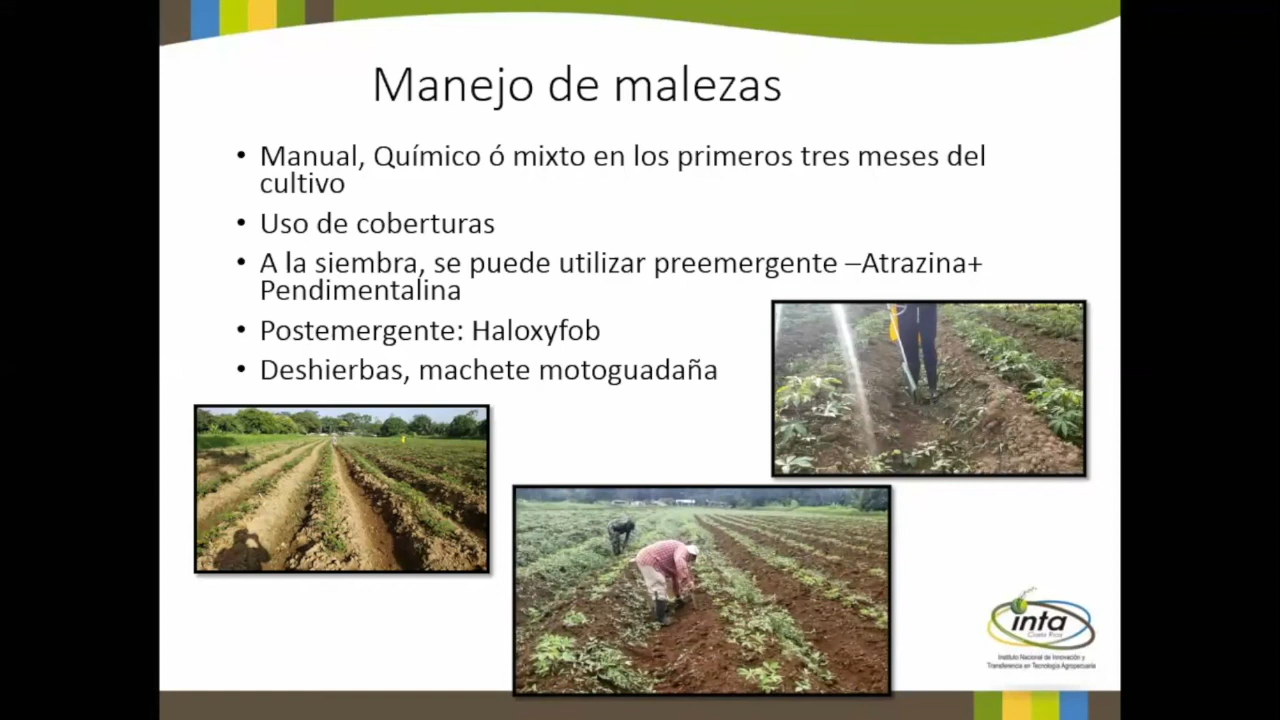 Manejo de malezas
• Manual, Químico ó mixto en los primeros tres meses del
cultivo
• Uso de coberturas
• A la siembra, se puede utilizar preemergente –Atrazina+
Pendimentalina
• Postemergente: Haloxyfob
• Deshierbas, machete motoguadaña
inta
Costa Rica
Instituto Nacional de Innovación y
Transferencia en Tecnología Agropecuaria